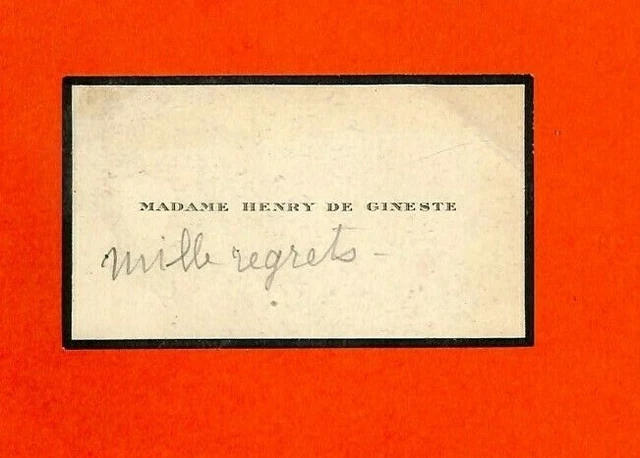 MADAME HENRY DE GINESTE
mille regrets -